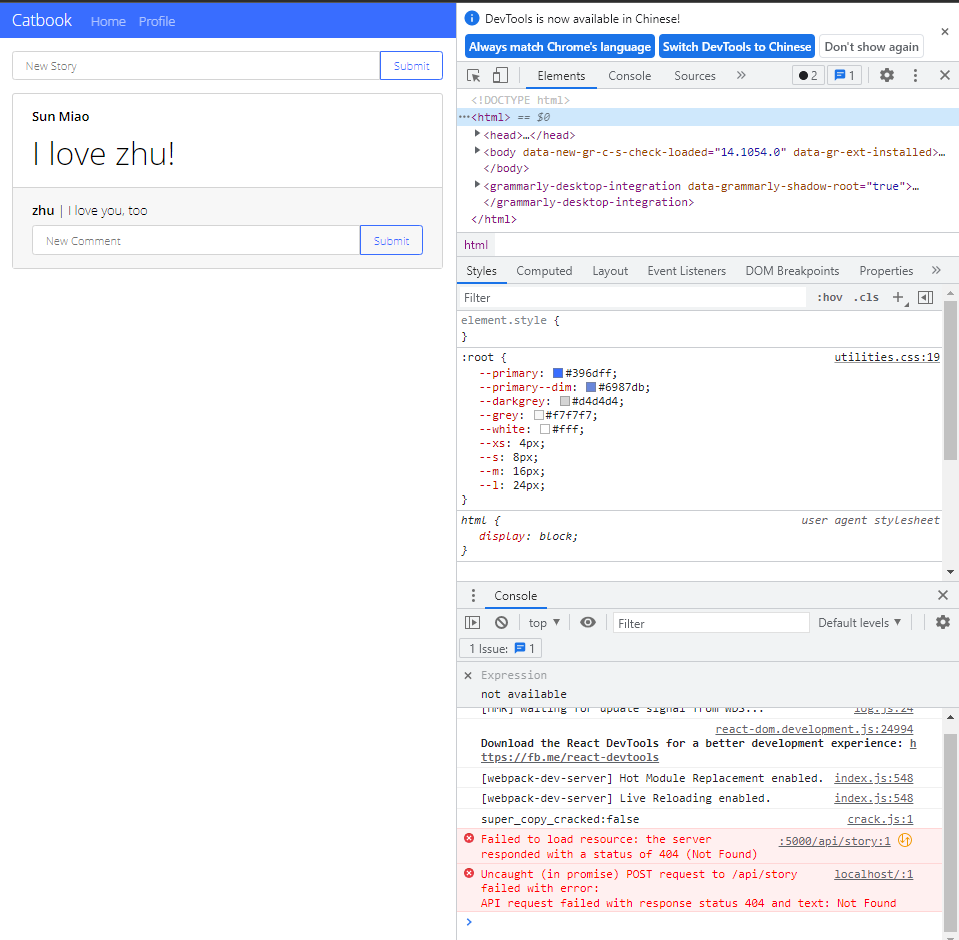 Catbook Home Profile
New Story Submit
Sun Miao
I love zhu!
zhu | I love you, too
New Comment Submit
DevTools is now available in Chinese!
Always match Chrome's language Switch DevTools to Chinese Don't show again
Elements Console Sources » 2 1
<!DOCTYPE html>
···<html> == $0
<head>…</head>
<body data-new-gr-c-s-check-loaded="14.1054.0" data-gr-ext-installed>…
</body>
<grammarly-desktop-integration data-grammarly-shadow-root="true">…
</grammarly-desktop-integration>
</html>
html
Styles Computed Layout Event Listeners DOM Breakpoints Properties »
Filter :hov .cls +
element.style {
}
:root { utilities.css:19
--primary: #396dff;
--primary--dim: #6987db;
--darkgrey: #d4d4d4;
--grey: #f7f7f7;
--white: #fff;
--xs: 4px;
--s: 8px;
--m: 16px;
--l: 24px;
}
html { user agent stylesheet
display: block;
}
Console
top ▼ Filter Default levels ▼
1 Issue: 1
Expression
not available
[HMR] Waiting for update signal from WDS... log.js:24
react-dom.development.js:24994
Download the React DevTools for a better development experience: h
ttps://fb.me/react-devtools
[webpack-dev-server] Hot Module Replacement enabled. index.js:548
[webpack-dev-server] Live Reloading enabled. index.js:548
super_copy_cracked:false crack.js:1
Failed to load resource: the server :5000/api/story:1
responded with a status of 404 (Not Found)
Uncaught (in promise) POST request to /api/story localhost/:1
failed with error:
API request failed with response status 404 and text: Not Found